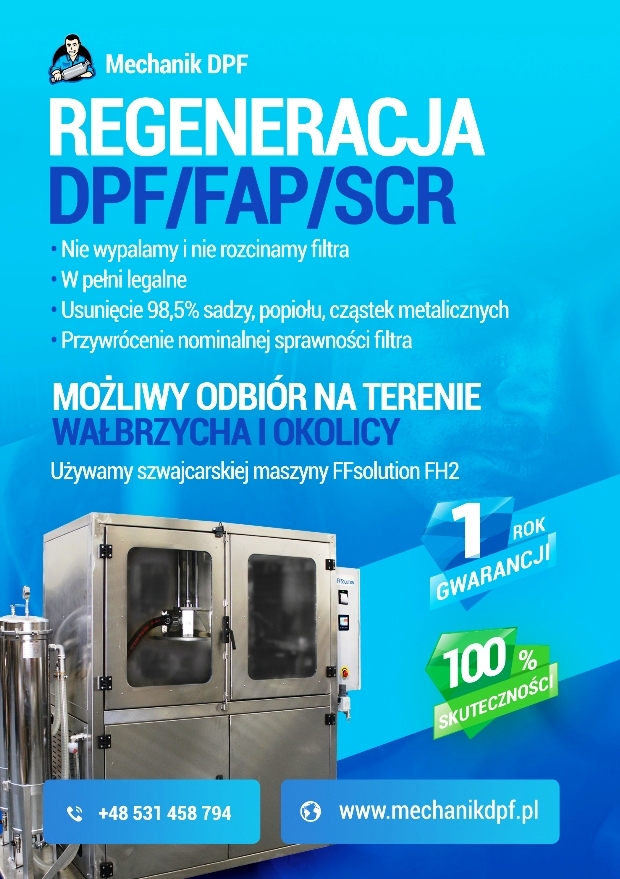 Mechanik DPF
REGENERACJA
DPF/FAP/SCR
• Nie wypalamy i nie rozcinamy filtra
• W pełni legalne
• Usunięcie 98,5% sadzy, popiołu, cząstek metalicznych
• Przywrócenie nominalnej sprawności filtra
MOŻLIWY ODBIÓR NA TERENIE
WAŁBRZYCHA I OKOLICY
Używamy szwajcarskiej maszyny FFsolution FH2
1 ROK
GWARANCJI
100 %
SKUTECZNOŚCI
+48 531 458 794
www.mechanikdpf.pl